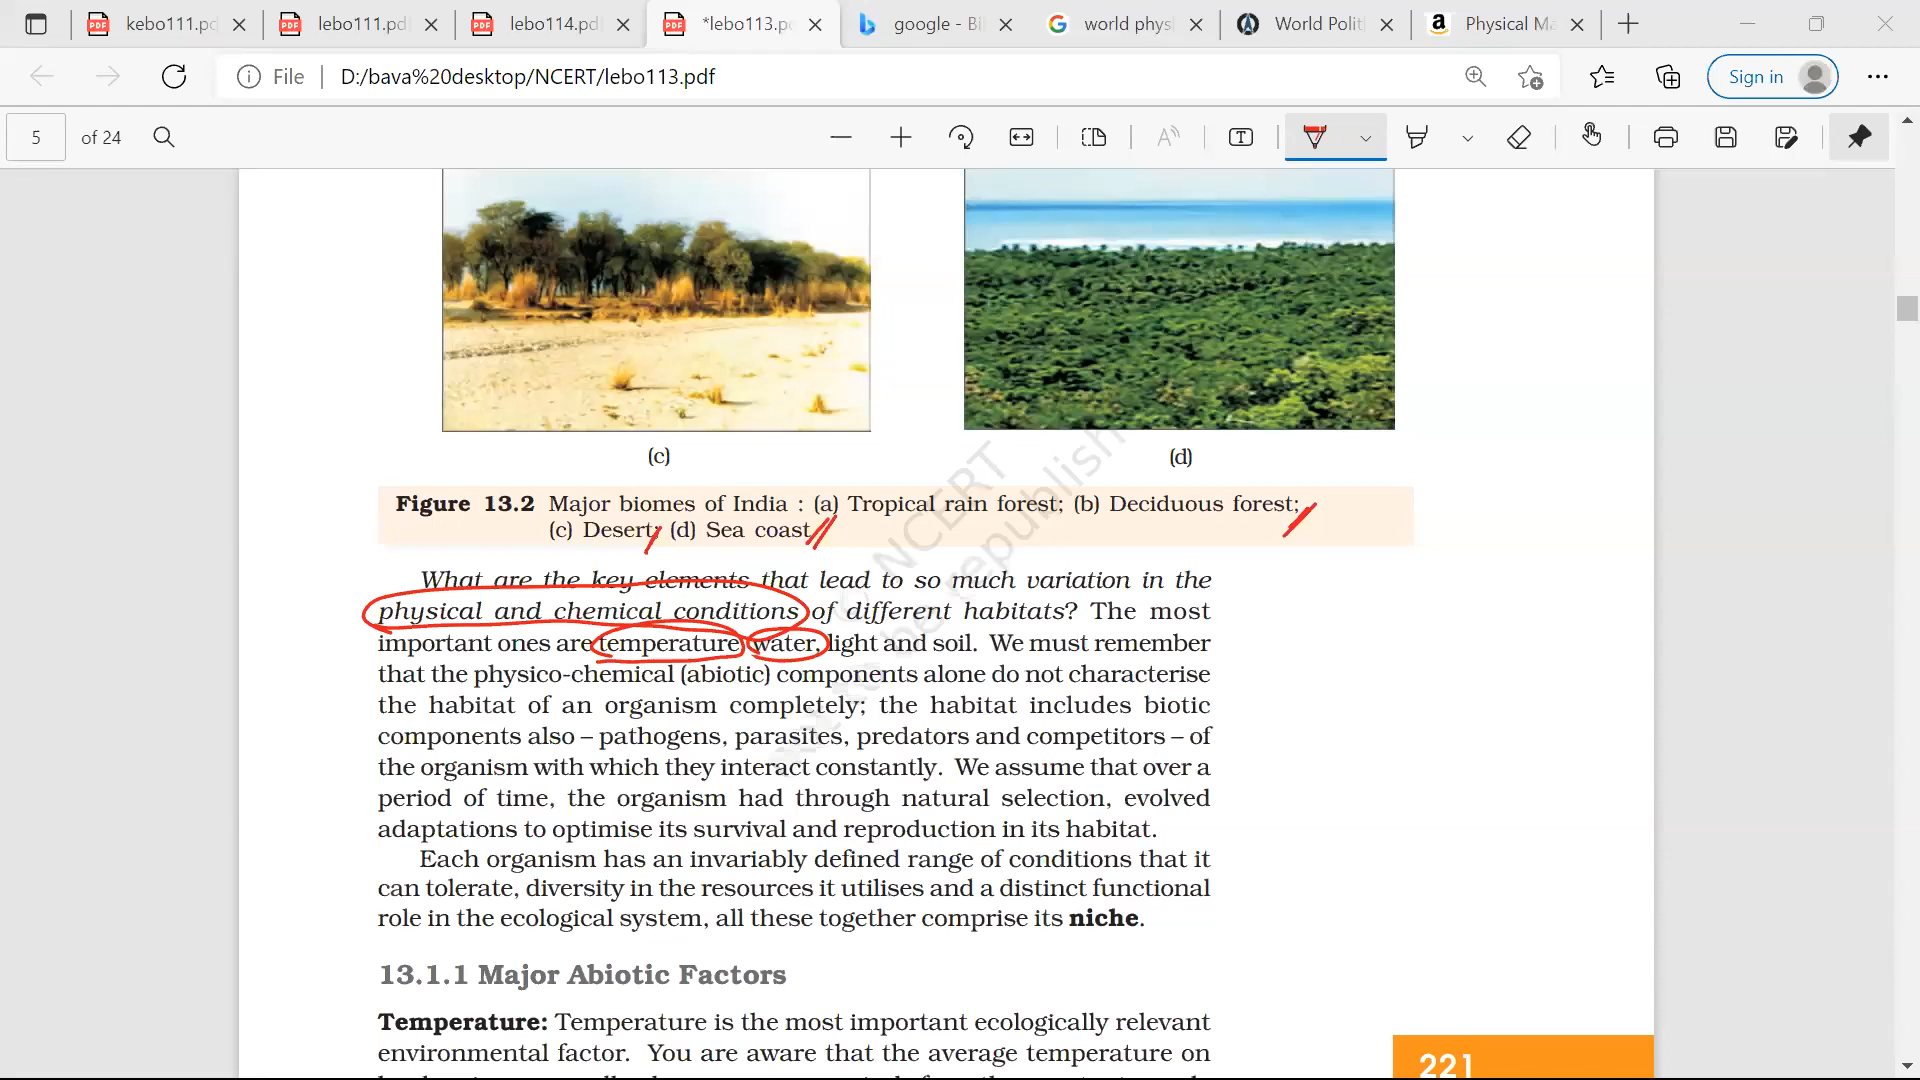 kebo111.pd
lebo111.pdf
lebo114.pdf
*lebo113.pd
google - Bi
world phys
World Polit
Physical Ma
File
D:/bava%20desktop/NCERT/lebo113.pdf
Sign in
5 of 24
(c)
(d)
Figure 13.2 Major biomes of India : (a) Tropical rain forest; (b) Deciduous forest;
(c) Desert; (d) Sea coast
What are the key elements that lead to so much variation in the
physical and chemical conditions of different habitats? The most
important ones are temperature, water, light and soil. We must remember
that the physico-chemical (abiotic) components alone do not characterise
the habitat of an organism completely; the habitat includes biotic
components also – pathogens, parasites, predators and competitors – of
the organism with which they interact constantly. We assume that over a
period of time, the organism had through natural selection, evolved
adaptations to optimise its survival and reproduction in its habitat.
Each organism has an invariably defined range of conditions that it
can tolerate, diversity in the resources it utilises and a distinct functional
role in the ecological system, all these together comprise its niche.
13.1.1 Major Abiotic Factors
Temperature: Temperature is the most important ecologically relevant
environmental factor. You are aware that the average temperature on
221
© NCERT
be republish